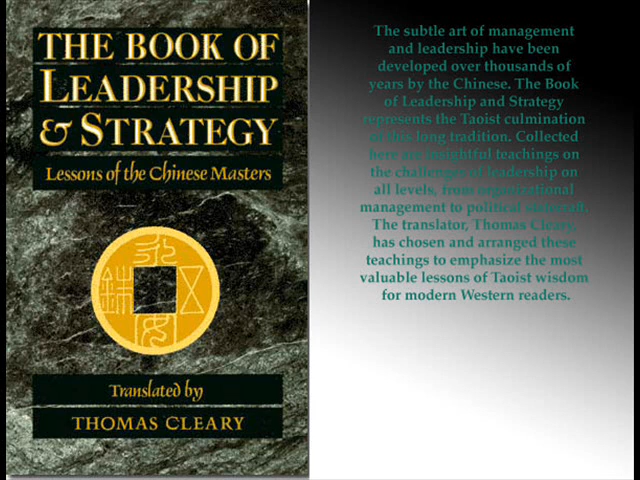 THE BOOK OF
LEADERSHIP
& STRATEGY
Lessons of the Chinese Masters
Translated by
THOMAS CLEARY
The subtle art of management
and leadership have been
developed over thousands of
years by the Chinese. The Book
of Leadership and Strategy
represents the Taoist culmination
of this long tradition. Collected
here are insightful teachings on
the challenges of leadership on
all levels, from organizational
management to political statecraft.
The translator, Thomas Cleary,
has chosen and arranged these
teachings to emphasize the most
valuable lessons of Taoist wisdom
for modern Western readers.